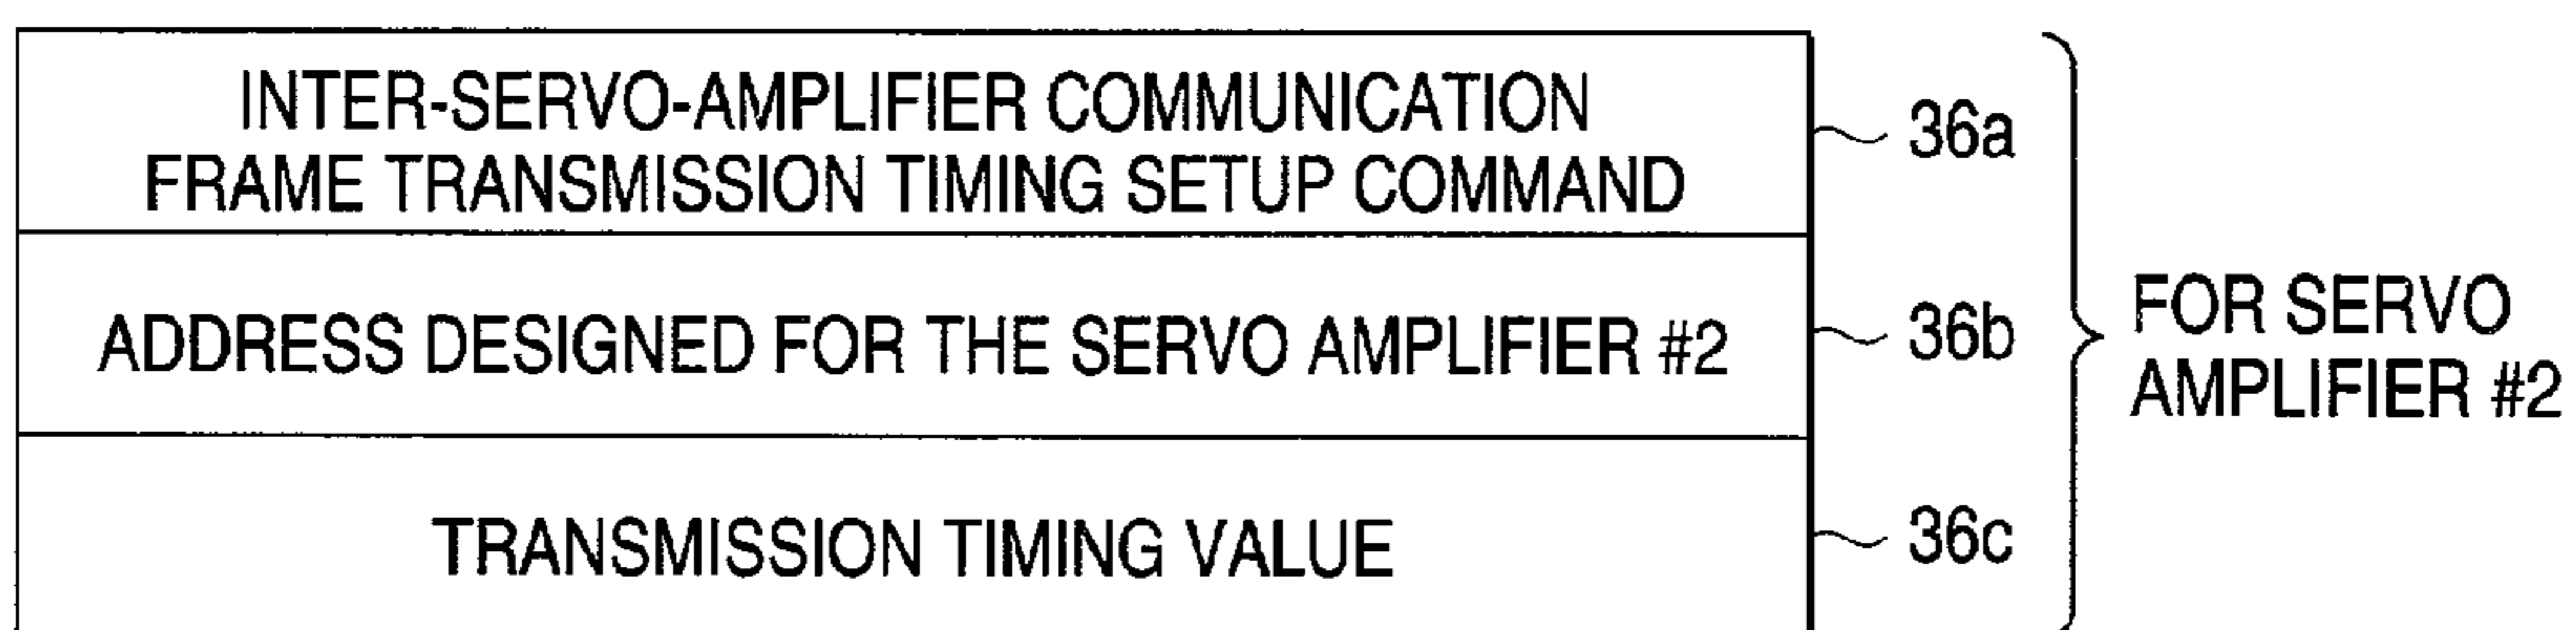 INTER-SERVO-AMPLIFIER COMMUNICATION
FRAME TRANSMISSION TIMING SETUP COMMAND
36a
ADDRESS DESIGNED FOR THE SERVO AMPLIFIER #2
36b
TRANSMISSION TIMING VALUE
36c
FOR SERVO
AMPLIFIER #2